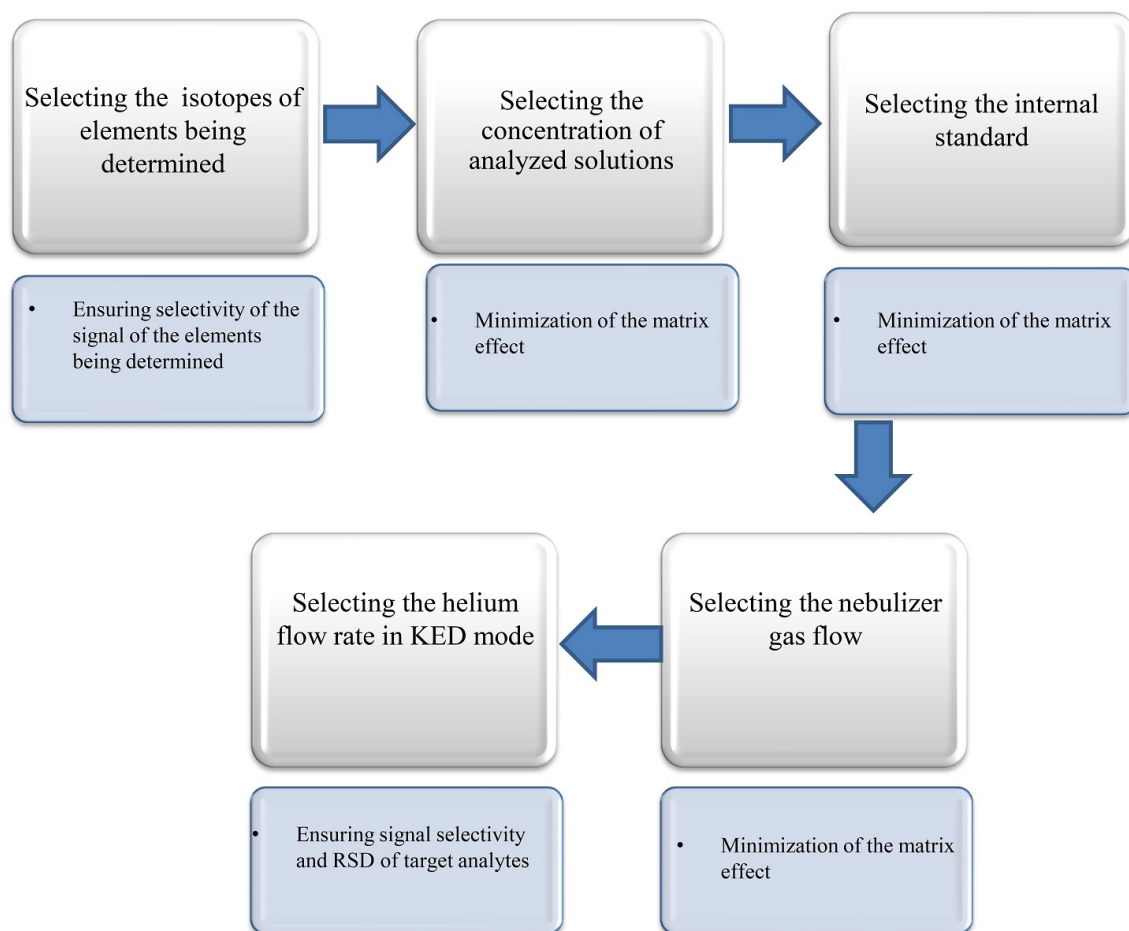 Selecting the isotopes of
elements being
determined
Selecting the
concentration of
analyzed solutions
Selecting the internal
standard
• Ensuring selectivity of the
signal of the elements
being determined
• Minimization of the matrix
effect
• Minimization of the matrix
effect
Selecting the helium
flow rate in KED mode
Selecting the nebulizer
gas flow
• Ensuring signal selectivity
and RSD of target analytes
• Minimization of the matrix
effect